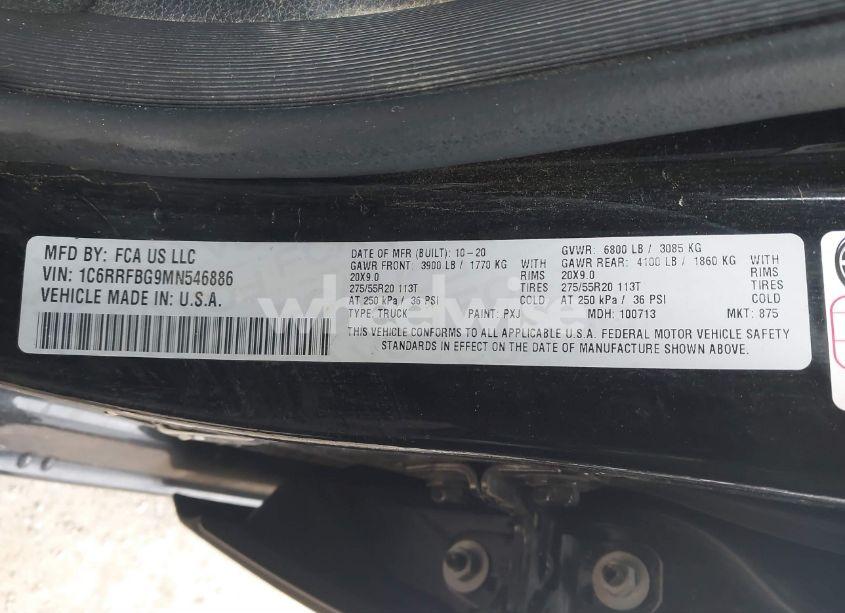 MFD BY: FCA US LLC
VIN: 1C6RRFBG9MN546886
VEHICLE MADE IN: U.S.A.
DATE OF MFR (BUILT): 10-20 GVWR: 6800 LB / 3085 KG
GAWR FRONT: 3900 LB / 1770 KG WITH GAWR REAR: 4100 LB / 1860 KG WITH
20X9.0 RIMS 20X9.0 RIMS
275/55R20 113T TIRES 275/55R20 113T TIRES
AT 250 kPa / 36 PSI COLD AT 250 kPa / 36 PSI COLD
TYPE: TRUCK PAINT: PXJ MDH: 100713 MKT: 875
THIS VEHICLE CONFORMS TO ALL APPLICABLE U.S.A. FEDERAL MOTOR VEHICLE SAFETY
STANDARDS IN EFFECT ON THE DATE OF MANUFACTURE SHOWN ABOVE.
wheelwise